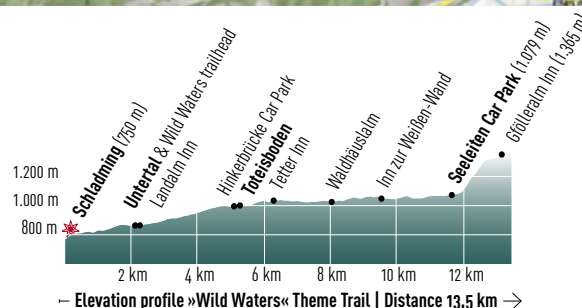 Schladming (750 m)
Untertal & Wild Waters trailhead
Landalm Inn
Hinkerbrücke Car Park
Toteisboden
Tetter Inn
Waldhäuslalm
Inn zur Weißen-Wand
Seeleiten Car Park (1.079 m)
Gfölleralm Inn (1.365 m)
1.200 m
1.000 m
800 m
2 km 4 km 6 km 8 km 10 km 12 km
Elevation profile »Wild Waters« Theme Trail | Distance 13,5 km